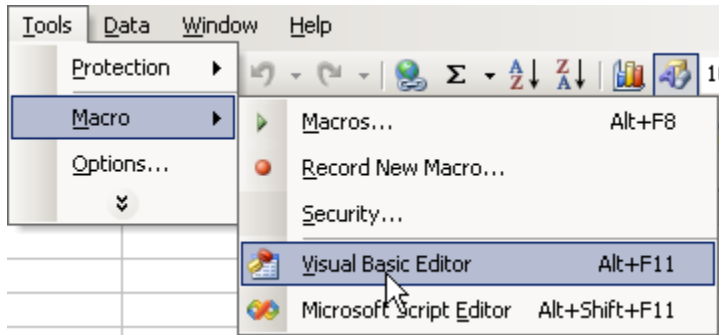 Tools Data Window Help
Protection
Σ A Z Z A
Macro
Macros... Alt+F8
Options...
Record New Macro...
Security...
Visual Basic Editor Alt+F11
Microsoft Script Editor Alt+Shift+F11